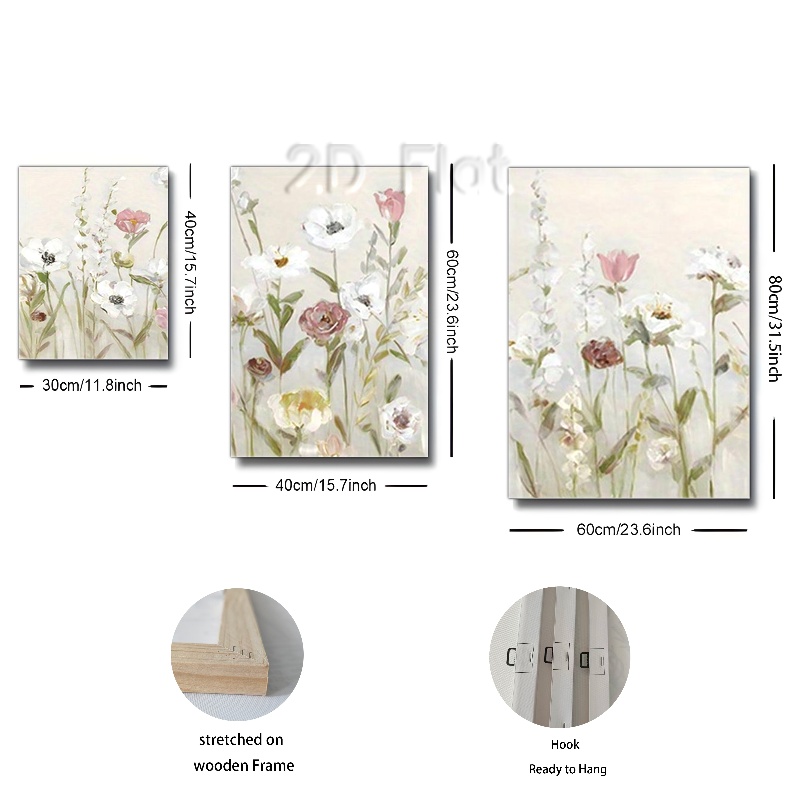 2D Flat
40cm/15.7inch
30cm/11.8inch
60cm/23.6inch
40cm/15.7inch
80cm/31.5inch
60cm/23.6inch
stretched on
wooden Frame
Hook
Ready to Hang